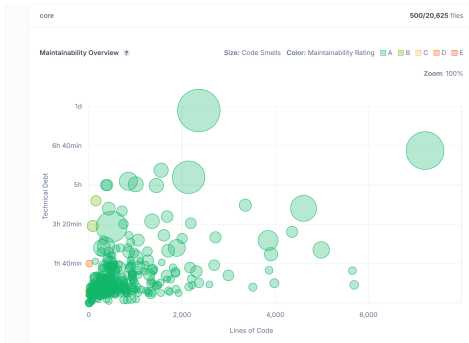 core
500/20,625 files
Maintainability Overview ?
Size: Code Smells Color: Maintainability Rating A B C D E
Zoom: 100%
1d
6h 40min
5h
3h 20min
1h 40min
0
Technical Debt
0 2,000 4,000 6,000
Lines of Code